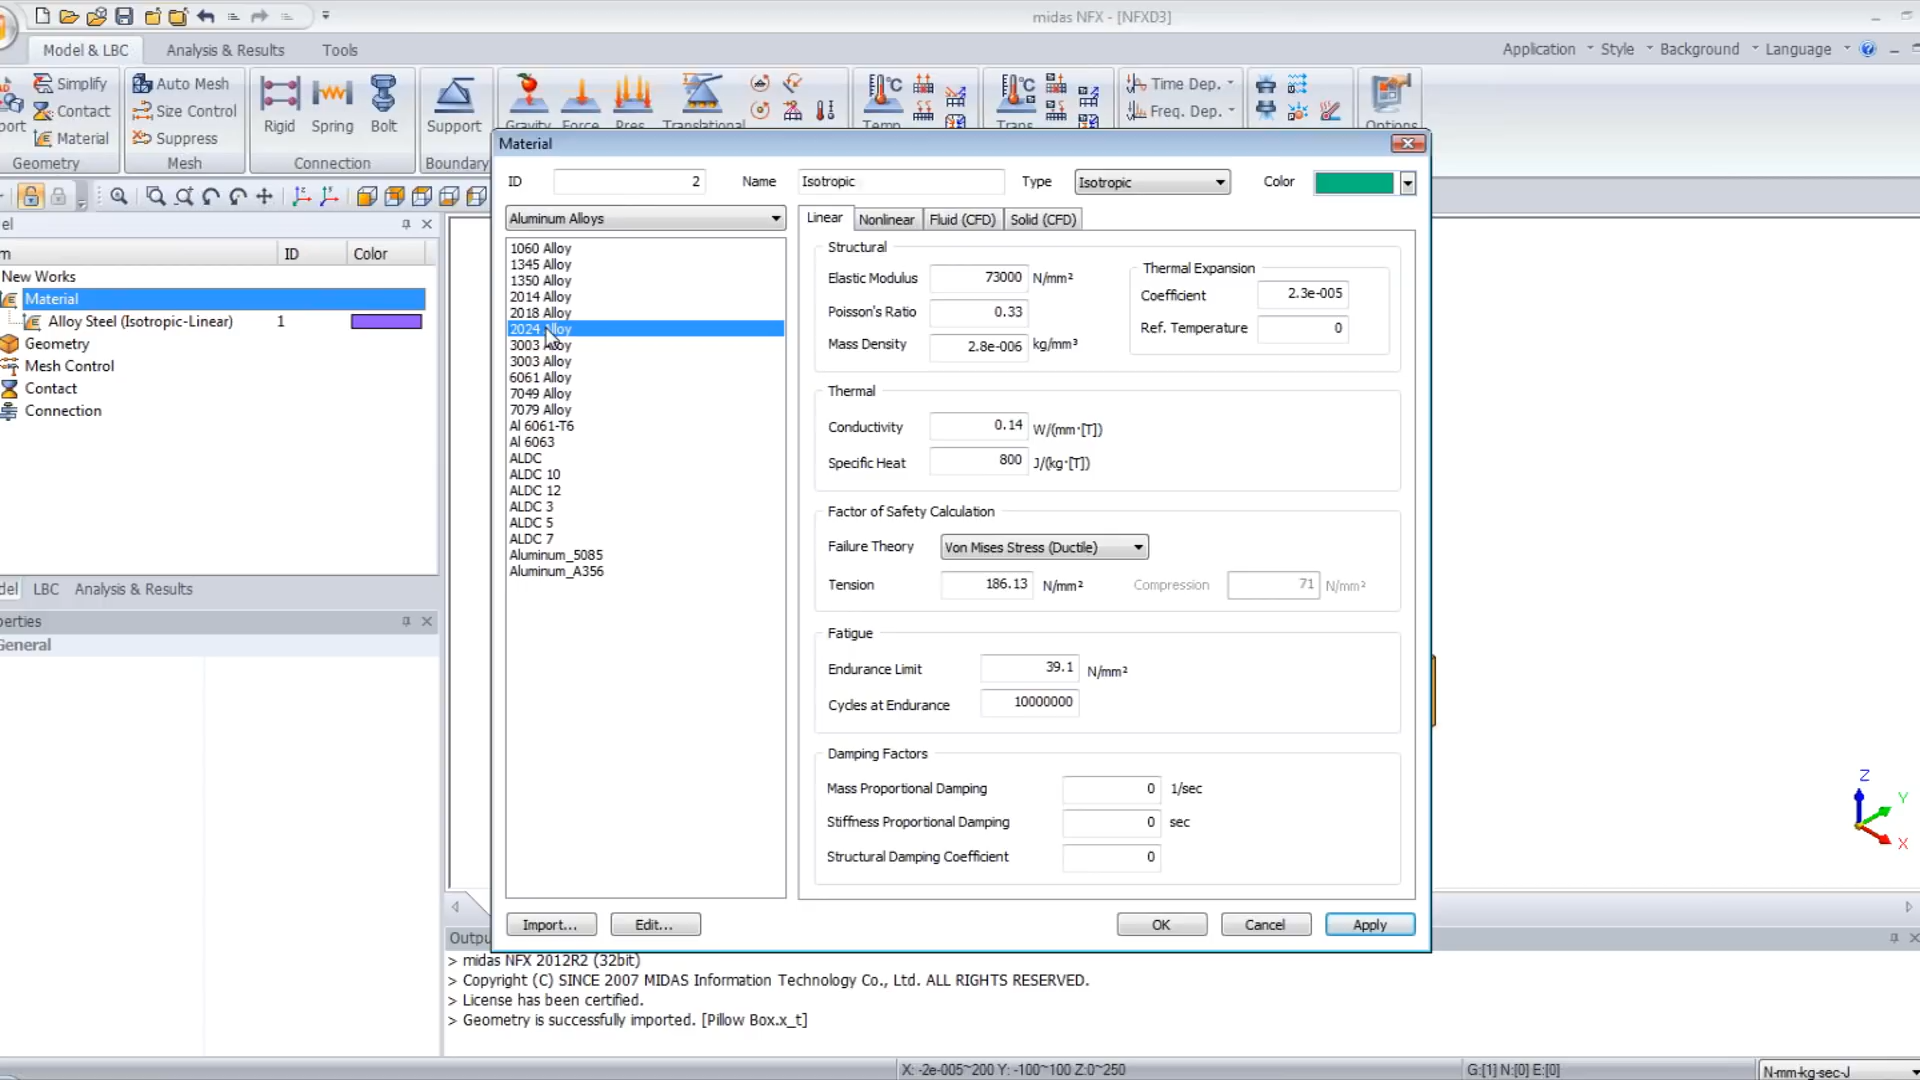 midas NFX - [NFXD3]
Model & LBC
Analysis & Results
Tools
Application
Style
Background
Language
Simplify
Contact
Material
Geometry
Auto Mesh
Size Control
Suppress
Mesh
Rigid
Spring
Bolt
Connection
Support
Boundary
Gravity
Force
Pres
Translational
Temp
Trans
Time Dep.
Freq. Dep.
Options
Material
ID
2
Name
Isotropic
Type
Isotropic
Color
Aluminum Alloys
1060 Alloy
1345 Alloy
1350 Alloy
2014 Alloy
2018 Alloy
2024 Alloy
3003 Alloy
3003 Alloy
6061 Alloy
7049 Alloy
7079 Alloy
Al 6061-T6
Al 6063
ALDC
ALDC 10
ALDC 12
ALDC 3
ALDC 5
ALDC 7
Aluminum_5085
Aluminum_A356
Import...
Edit...
Linear
Nonlinear
Fluid (CFD)
Solid (CFD)
Structural
Elastic Modulus
73000
N/mm²
Poisson's Ratio
0.33
Mass Density
2.8e-006
kg/mm³
Thermal Expansion
Coefficient
2.3e-005
Ref. Temperature
0
Thermal
Conductivity
0.14
W/(mm·[T])
Specific Heat
800
J/(kg·[T])
Factor of Safety Calculation
Failure Theory
Von Mises Stress (Ductile)
Tension
186.13
N/mm²
Compression
71
N/mm²
Fatigue
Endurance Limit
39.1
N/mm²
Cycles at Endurance
10000000
Damping Factors
Mass Proportional Damping
0
1/sec
Stiffness Proportional Damping
0
sec
Structural Damping Coefficient
0
OK
Cancel
Apply
ID
Color
New Works
Material
Alloy Steel (Isotropic-Linear)
1
Geometry
Mesh Control
Contact
Connection
LBC
Analysis & Results
General
Z
Y
X
> midas NFX 2012R2 (32bit)
> Copyright (C) SINCE 2007 MIDAS Information Technology Co., Ltd. ALL RIGHTS RESERVED.
> License has been certified.
> Geometry is successfully imported. [Pillow Box.x_t]
X: -2e-005~200 Y: -100~100 Z:0~250
G:[1] N:[0] E:[0]
N-mm-kg-sec-J